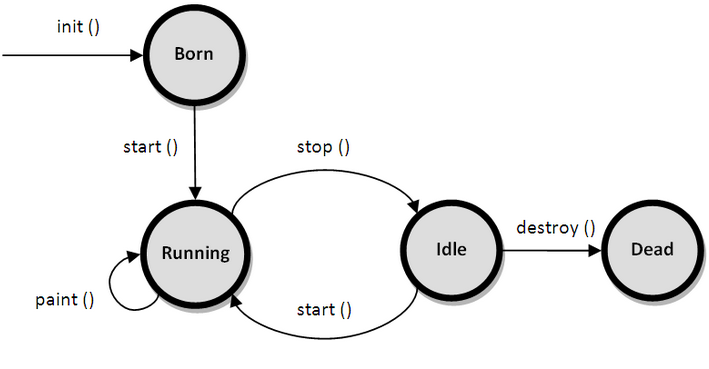 init ()
Born
start ()
stop ()
Running
Idle
destroy ()
Dead
paint ()
start ()